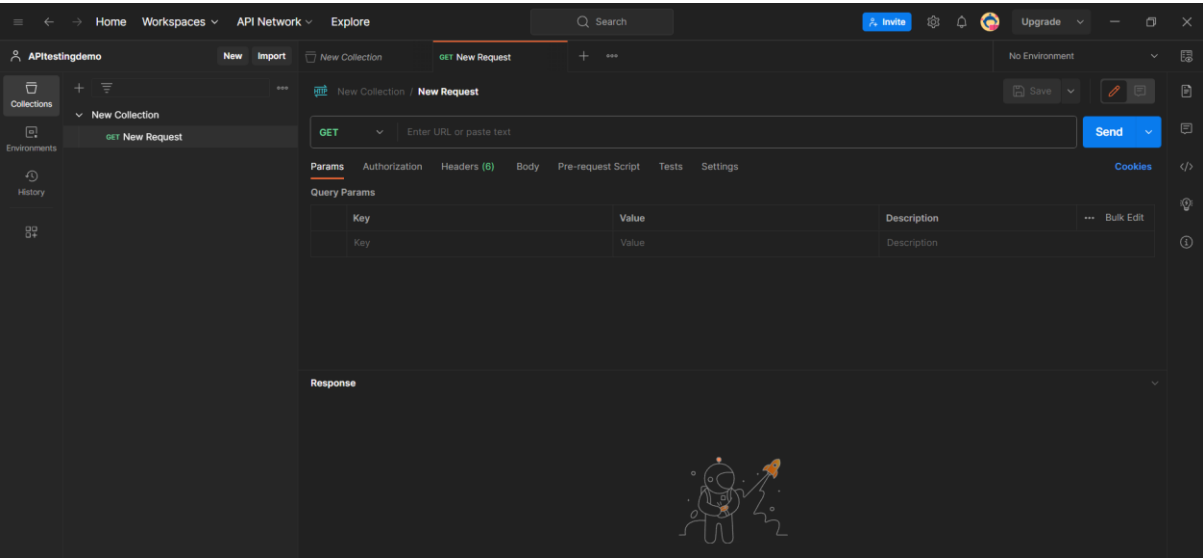 Home Workspaces API Network Explore Search Invite Upgrade
APItestingdemo New Import New Collection GET New Request No Environment
Collections
Environments
History
New Collection
GET New Request
HTTP New Collection / New Request Save
GET Enter URL or paste text Send
Params Authorization Headers (6) Body Pre-request Script Tests Settings Cookies
Query Params
Key Value Description Bulk Edit
Key Value Description
Response